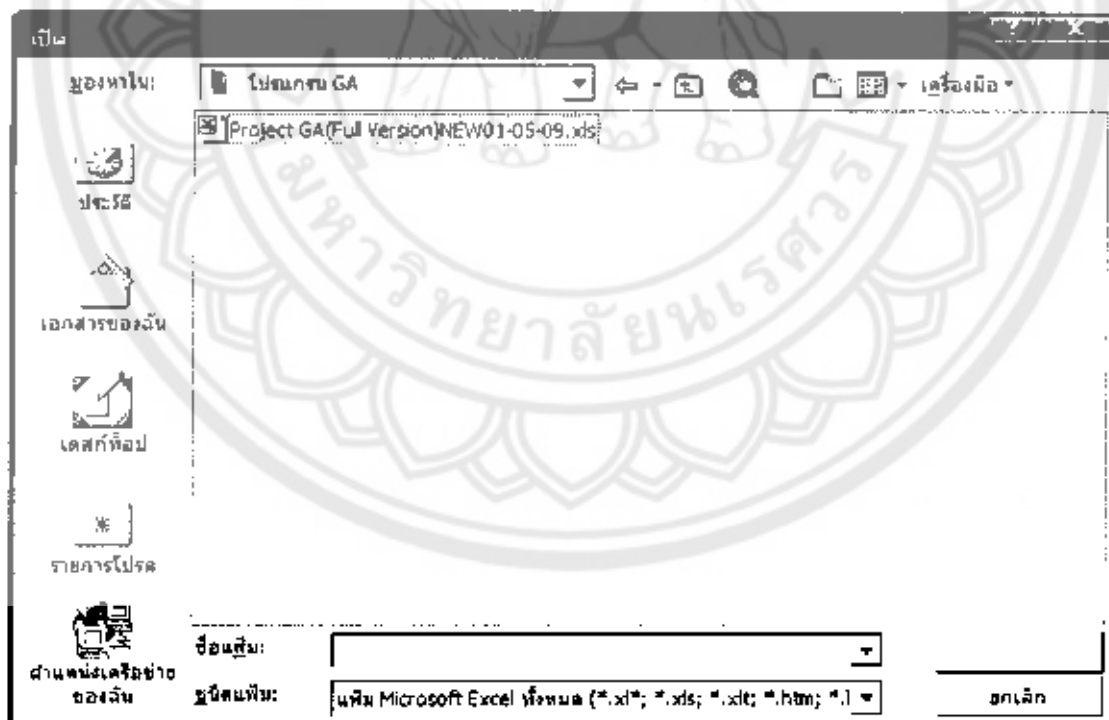 เปิด
มองหาใน:
โปรแกรม GA
เครื่องมือ
Project GA(Full Version)NEW01-05-09.xls
ประวัติ
เอกสารของฉัน
เดสก์ท็อป
รายการโปรด
ตำแหน่งเครือข่าย
ของฉัน
ชื่อแฟ้ม:
ชนิดแฟ้ม:
แฟ้ม Microsoft Excel ทั้งหมด (*.xl*; *.xls; *.xlt; *.htm; *.
ยกเลิก
มหาวิทยาลัยนเรศวร